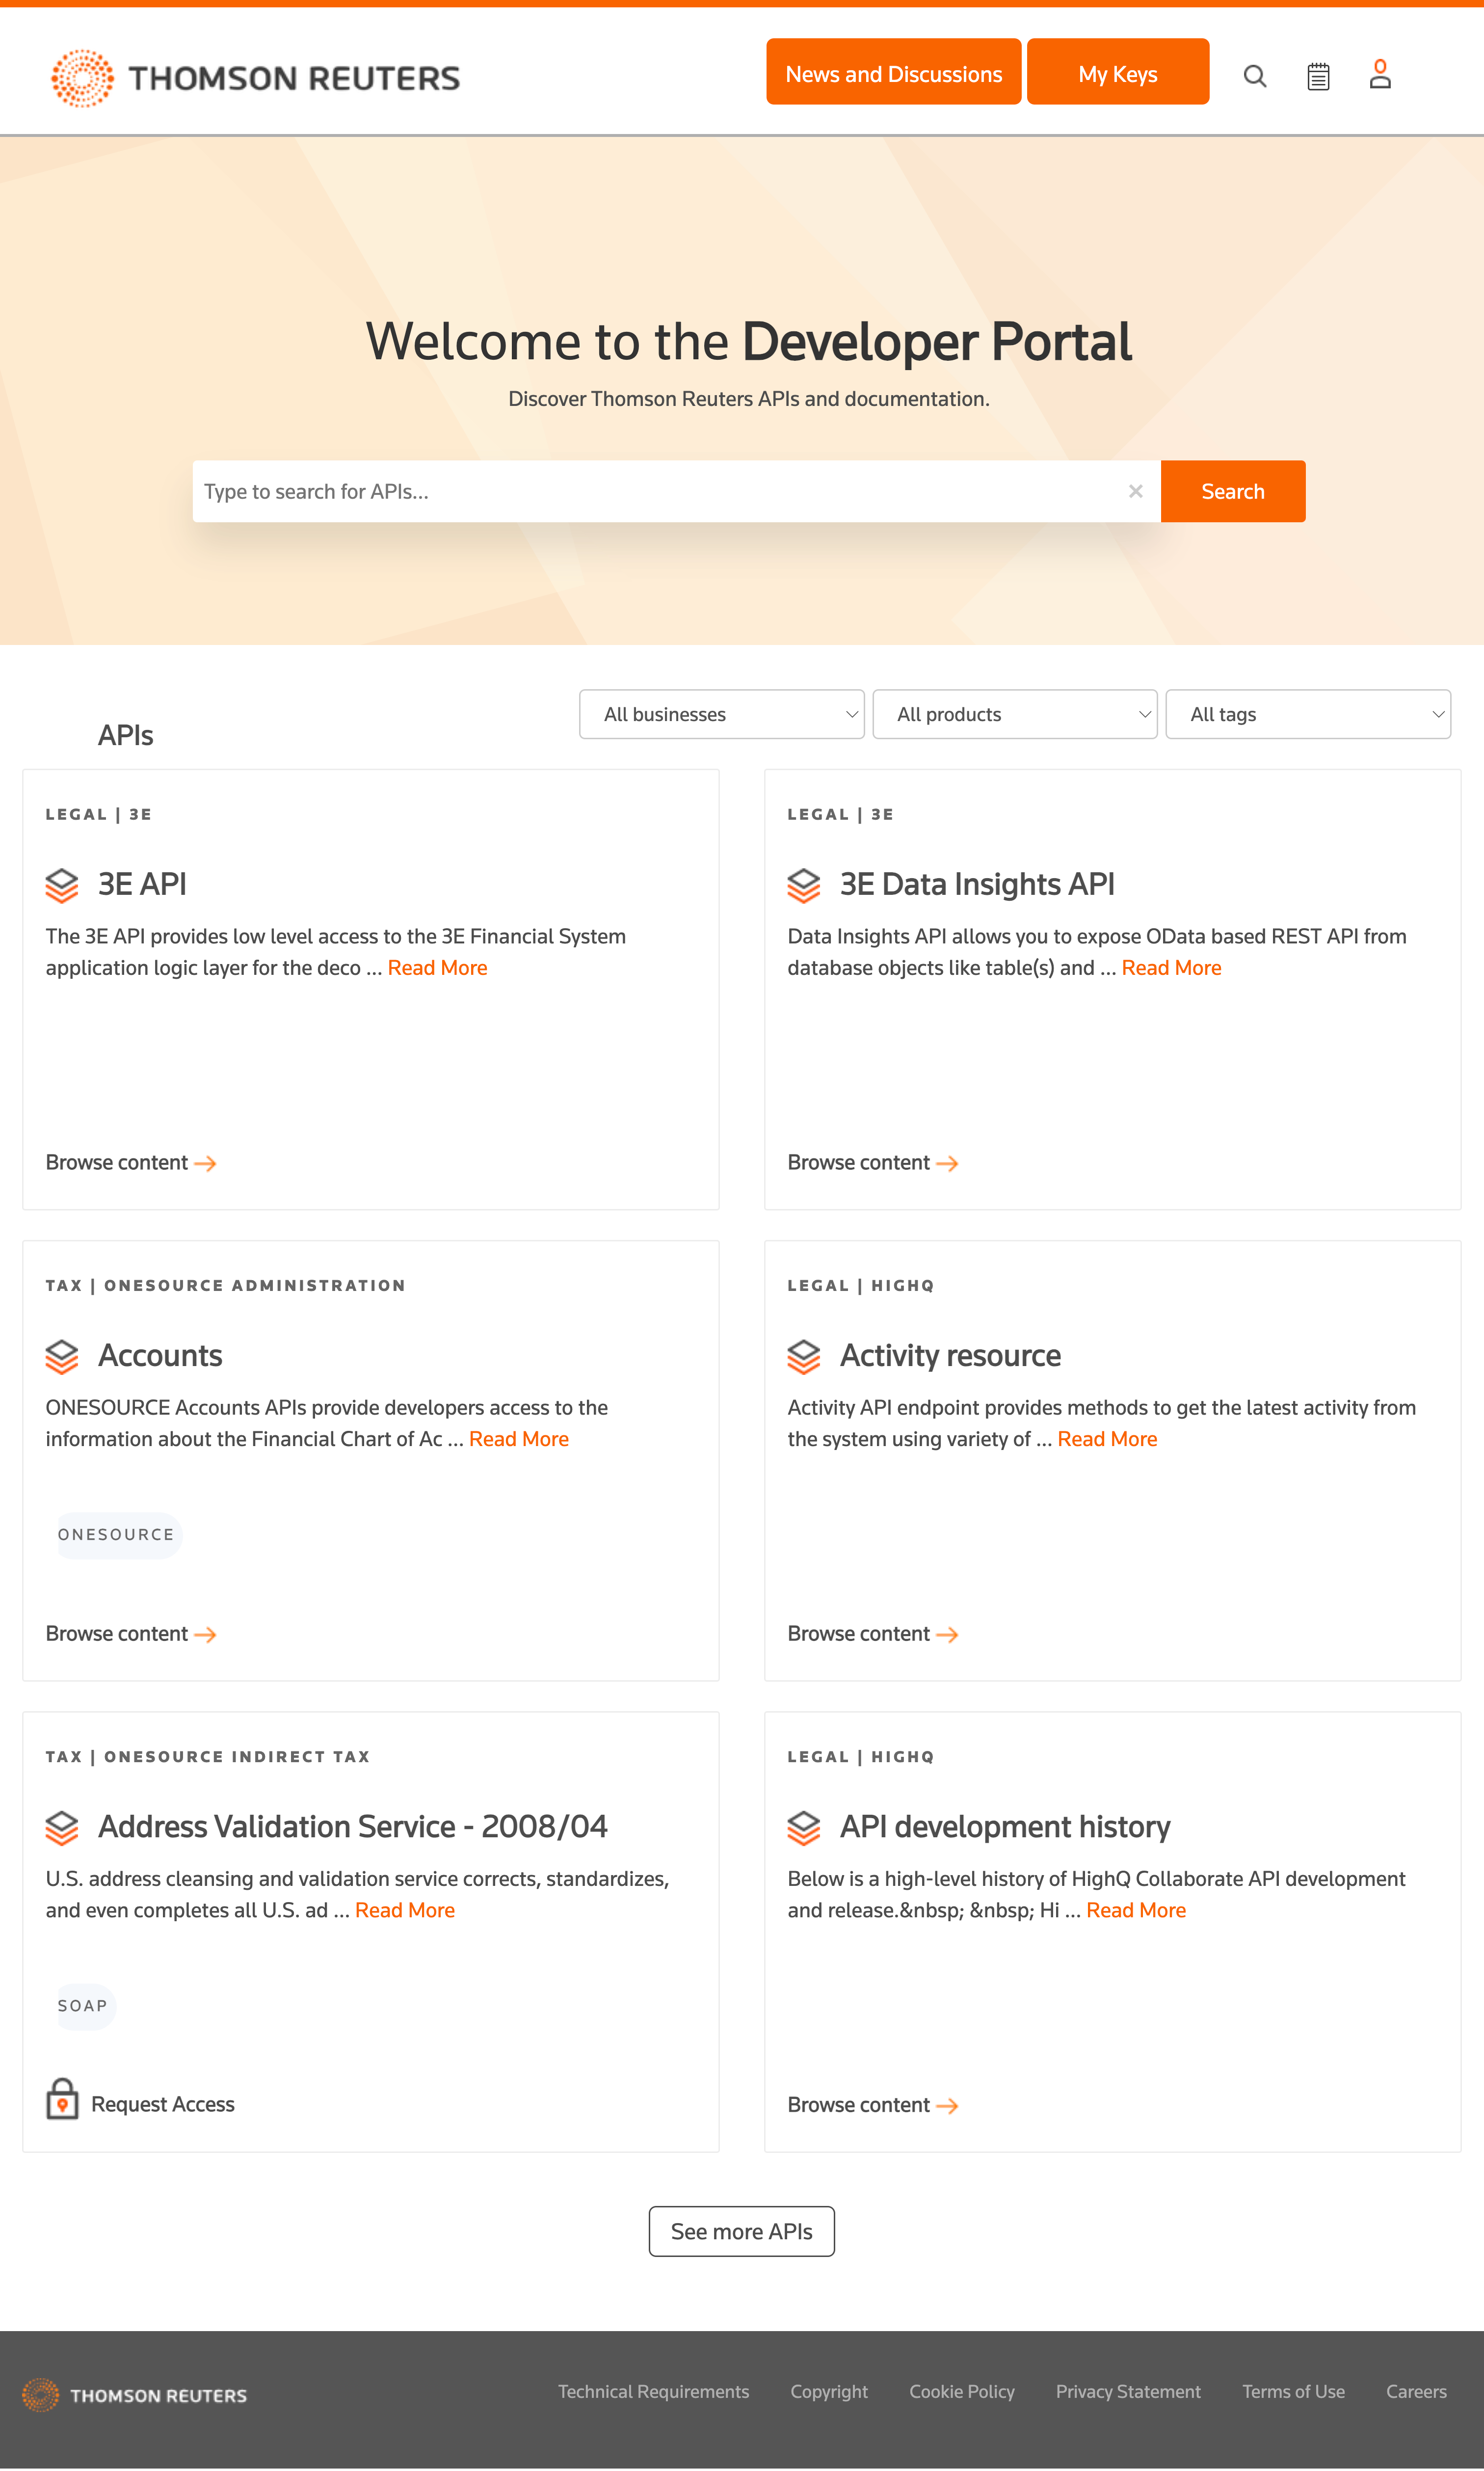 THOMSON REUTERS
News and Discussions
My Keys
Welcome to the Developer Portal
Discover Thomson Reuters APIs and documentation.
Type to search for APIs...
×
Search
APIs
All businesses
All products
All tags
LEGAL | 3E
3E API
The 3E API provides low level access to the 3E Financial System
application logic layer for the deco ... Read More
Browse content →
LEGAL | 3E
3E Data Insights API
Data Insights API allows you to expose OData based REST API from
database objects like table(s) and ... Read More
Browse content →
TAX | ONESOURCE ADMINISTRATION
Accounts
ONESOURCE Accounts APIs provide developers access to the
information about the Financial Chart of Ac ... Read More
ONESOURCE
Browse content →
LEGAL | HIGHQ
Activity resource
Activity API endpoint provides methods to get the latest activity from
the system using variety of ... Read More
Browse content →
TAX | ONESOURCE INDIRECT TAX
Address Validation Service - 2008/04
U.S. address cleansing and validation service corrects, standardizes,
and even completes all U.S. ad ... Read More
SOAP
Request Access
LEGAL | HIGHQ
API development history
Below is a high-level history of HighQ Collaborate API development
and release.&nbsp; &nbsp; Hi ... Read More
Browse content →
See more APIs
THOMSON REUTERS
Technical Requirements
Copyright
Cookie Policy
Privacy Statement
Terms of Use
Careers